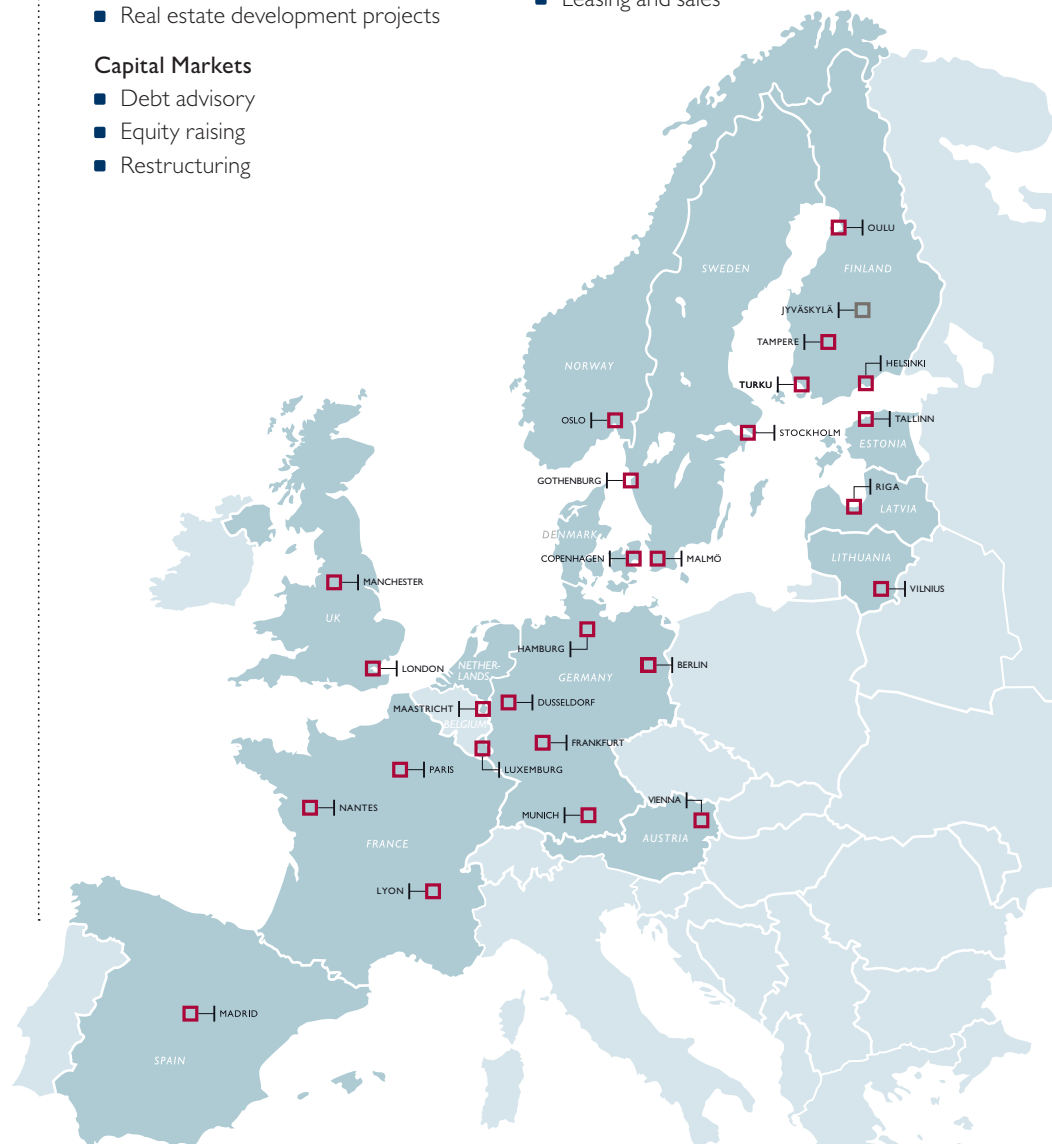 Real estate development projects
Leasing and sales
Capital Markets
Debt advisory
Equity raising
Restructuring
OULU
SWEDEN
FINLAND
JYVÄSKYLÄ
TAMPERE
HELSINKI
NORWAY
TURKU
OSLO
TALLINN
STOCKHOLM
ESTONIA
GOTHENBURG
RIGA
LATVIA
DENMARK
COPENHAGEN
MALMÖ
LITHUANIA
MANCHESTER
VILNIUS
UK
HAMBURG
LONDON
NETHER-
LANDS
BERLIN
GERMANY
MAASTRICHT
DUSSELDORF
BELGIUM
FRANKFURT
PARIS
LUXEMBURG
NANTES
VIENNA
MUNICH
FRANCE
AUSTRIA
LYON
MADRID
SPAIN